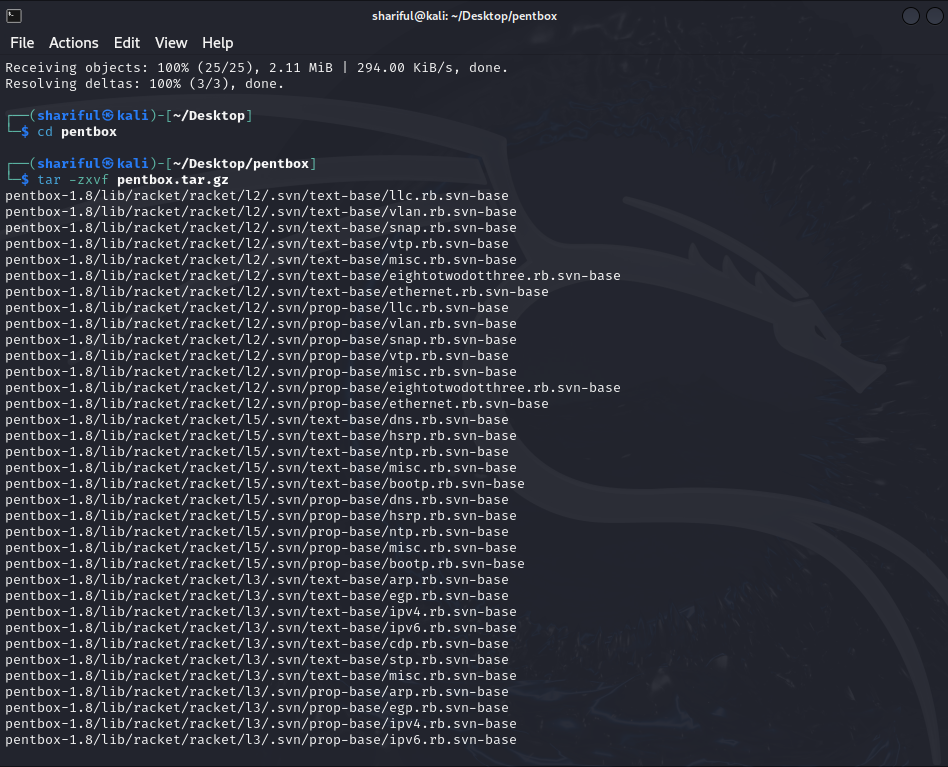 shariful@kali: ~/Desktop/pentbox
File Actions Edit View Help
Receiving objects: 100% (25/25), 2.11 MiB | 294.00 KiB/s, done.
Resolving deltas: 100% (3/3), done.
┌──(shariful㉿kali)-[~/Desktop]
└─$ cd pentbox
┌──(shariful㉿kali)-[~/Desktop/pentbox]
└─$ tar -zxvf pentbox.tar.gz
pentbox-1.8/lib/racket/racket/l2/.svn/text-base/llc.rb.svn-base
pentbox-1.8/lib/racket/racket/l2/.svn/text-base/vlan.rb.svn-base
pentbox-1.8/lib/racket/racket/l2/.svn/text-base/snap.rb.svn-base
pentbox-1.8/lib/racket/racket/l2/.svn/text-base/vtp.rb.svn-base
pentbox-1.8/lib/racket/racket/l2/.svn/text-base/misc.rb.svn-base
pentbox-1.8/lib/racket/racket/l2/.svn/text-base/eightotwodotthree.rb.svn-base
pentbox-1.8/lib/racket/racket/l2/.svn/text-base/ethernet.rb.svn-base
pentbox-1.8/lib/racket/racket/l2/.svn/prop-base/llc.rb.svn-base
pentbox-1.8/lib/racket/racket/l2/.svn/prop-base/vlan.rb.svn-base
pentbox-1.8/lib/racket/racket/l2/.svn/prop-base/snap.rb.svn-base
pentbox-1.8/lib/racket/racket/l2/.svn/prop-base/vtp.rb.svn-base
pentbox-1.8/lib/racket/racket/l2/.svn/prop-base/misc.rb.svn-base
pentbox-1.8/lib/racket/racket/l2/.svn/prop-base/eightotwodotthree.rb.svn-base
pentbox-1.8/lib/racket/racket/l2/.svn/prop-base/ethernet.rb.svn-base
pentbox-1.8/lib/racket/racket/l5/.svn/text-base/dns.rb.svn-base
pentbox-1.8/lib/racket/racket/l5/.svn/text-base/hsrp.rb.svn-base
pentbox-1.8/lib/racket/racket/l5/.svn/text-base/ntp.rb.svn-base
pentbox-1.8/lib/racket/racket/l5/.svn/text-base/misc.rb.svn-base
pentbox-1.8/lib/racket/racket/l5/.svn/text-base/bootp.rb.svn-base
pentbox-1.8/lib/racket/racket/l5/.svn/prop-base/dns.rb.svn-base
pentbox-1.8/lib/racket/racket/l5/.svn/prop-base/hsrp.rb.svn-base
pentbox-1.8/lib/racket/racket/l5/.svn/prop-base/ntp.rb.svn-base
pentbox-1.8/lib/racket/racket/l5/.svn/prop-base/misc.rb.svn-base
pentbox-1.8/lib/racket/racket/l5/.svn/prop-base/bootp.rb.svn-base
pentbox-1.8/lib/racket/racket/l3/.svn/text-base/arp.rb.svn-base
pentbox-1.8/lib/racket/racket/l3/.svn/text-base/egp.rb.svn-base
pentbox-1.8/lib/racket/racket/l3/.svn/text-base/ipv4.rb.svn-base
pentbox-1.8/lib/racket/racket/l3/.svn/text-base/ipv6.rb.svn-base
pentbox-1.8/lib/racket/racket/l3/.svn/text-base/cdp.rb.svn-base
pentbox-1.8/lib/racket/racket/l3/.svn/text-base/stp.rb.svn-base
pentbox-1.8/lib/racket/racket/l3/.svn/text-base/misc.rb.svn-base
pentbox-1.8/lib/racket/racket/l3/.svn/prop-base/arp.rb.svn-base
pentbox-1.8/lib/racket/racket/l3/.svn/prop-base/egp.rb.svn-base
pentbox-1.8/lib/racket/racket/l3/.svn/prop-base/ipv4.rb.svn-base
pentbox-1.8/lib/racket/racket/l3/.svn/prop-base/ipv6.rb.svn-base